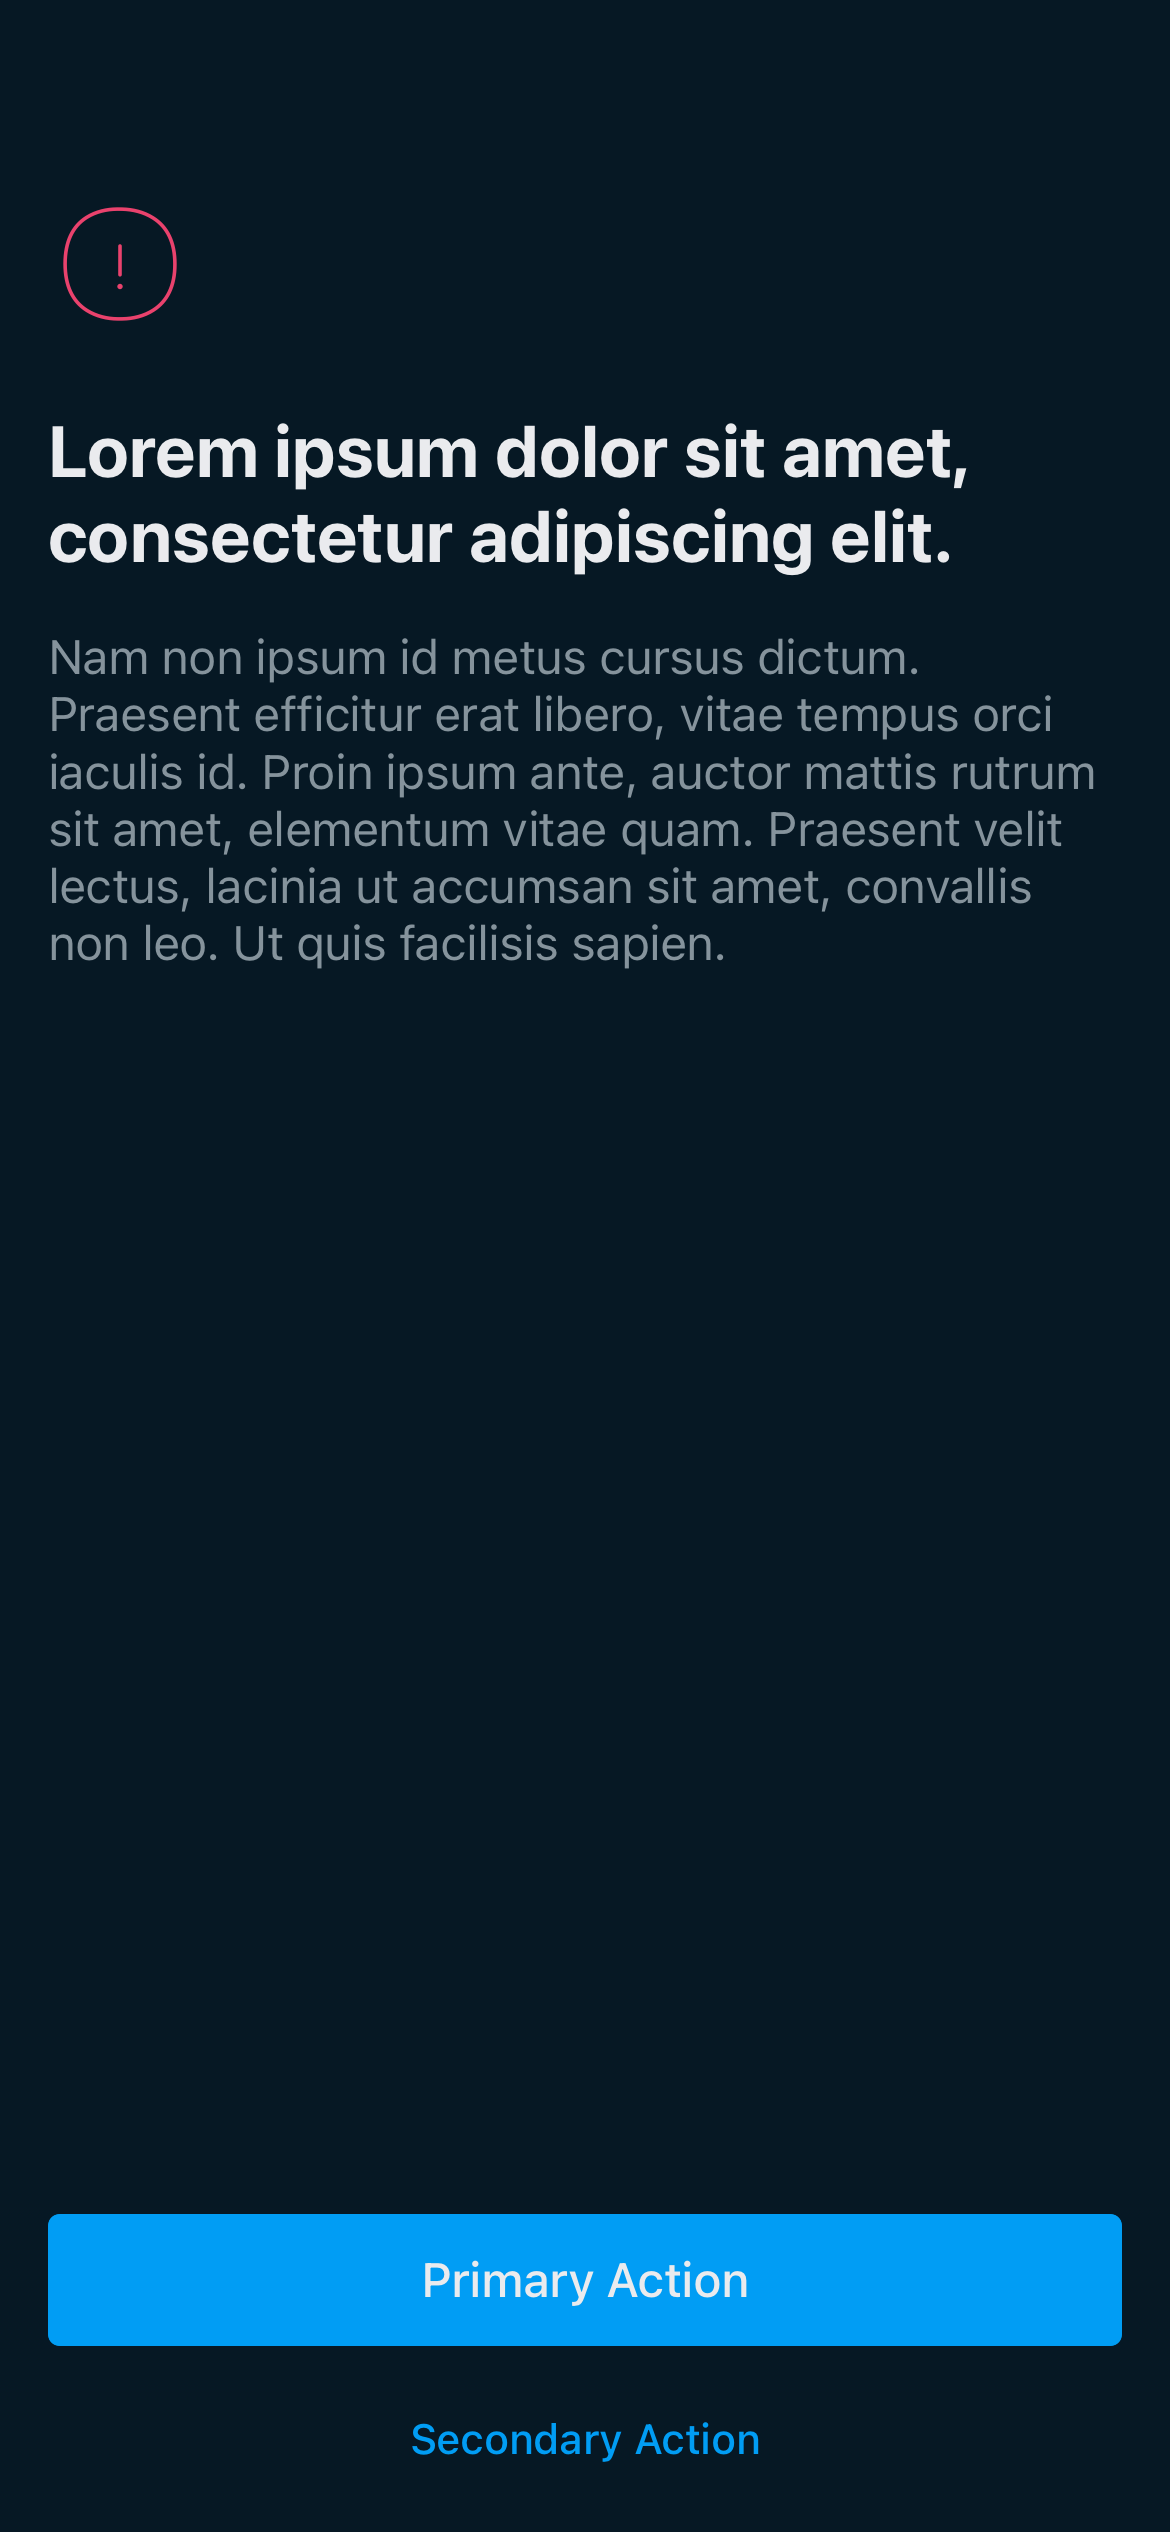 !
Lorem ipsum dolor sit amet,
consectetur adipiscing elit.
Nam non ipsum id metus cursus dictum.
Praesent efficitur erat libero, vitae tempus orci
iaculis id. Proin ipsum ante, auctor mattis rutrum
sit amet, elementum vitae quam. Praesent velit
lectus, lacinia ut accumsan sit amet, convallis
non leo. Ut quis facilisis sapien.
Primary Action
Secondary Action